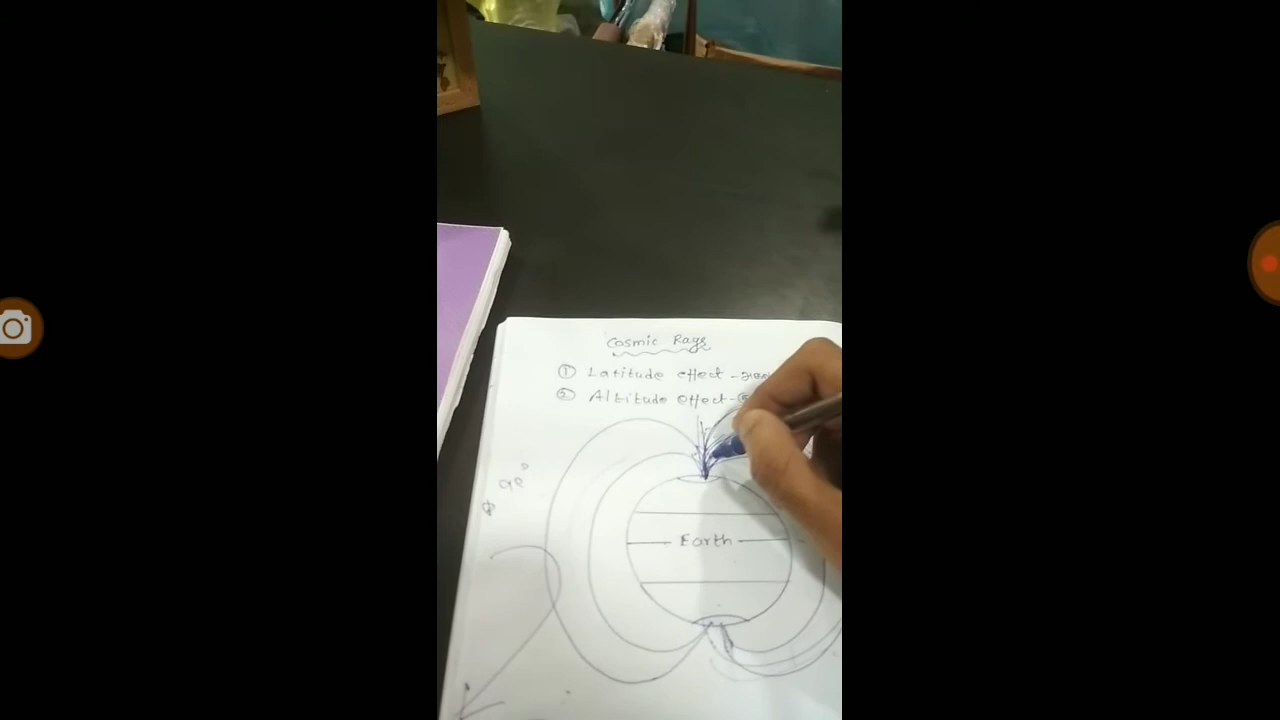 Cosmic Rays
① Latitude effect -
② Altitude effect -
Earth